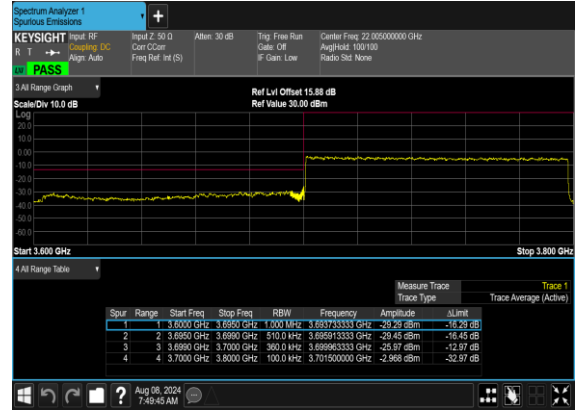 Spectrum Analyzer 1
Spurious Emissions
+
KEYSIGHT Input: RF Input Z: 50 Ω Atten: 30 dB Trig: Free Run Center Freq: 22.005000000 GHz
R T Coupling: DC Corr CCorr Gate: Off Avg|Hold: 100/100
Align: Auto Freq Ref: Int (S) IF Gain: Low Radio Std: None
PASS
3 All Range Graph
Ref Lvl Offset 15.88 dB
Scale/Div 10.0 dB Ref Value 30.00 dBm
Log
20.0
10.0
0.00
-10.0
-20.0
-30.0
-40.0
-50.0
-60.0
Start 3.600 GHz Stop 3.800 GHz
4 All Range Table
Measure Trace Trace 1
Trace Type Trace Average (Active)
Spur Range Start Freq Stop Freq RBW Frequency Amplitude ΔLimit
1 1 3.6000 GHz 3.6950 GHz 1.000 MHz 3.693733333 GHz -29.29 dBm -16.29 dB
2 2 3.6950 GHz 3.6990 GHz 510.0 kHz 3.695913333 GHz -29.45 dBm -16.45 dB
3 3 3.6990 GHz 3.7000 GHz 360.0 kHz 3.699963333 GHz -25.97 dBm -12.97 dB
4 4 3.7000 GHz 3.8000 GHz 100.0 kHz 3.701500000 GHz -2.968 dBm -32.97 dB
? Aug 08, 2024
7:49:45 AM